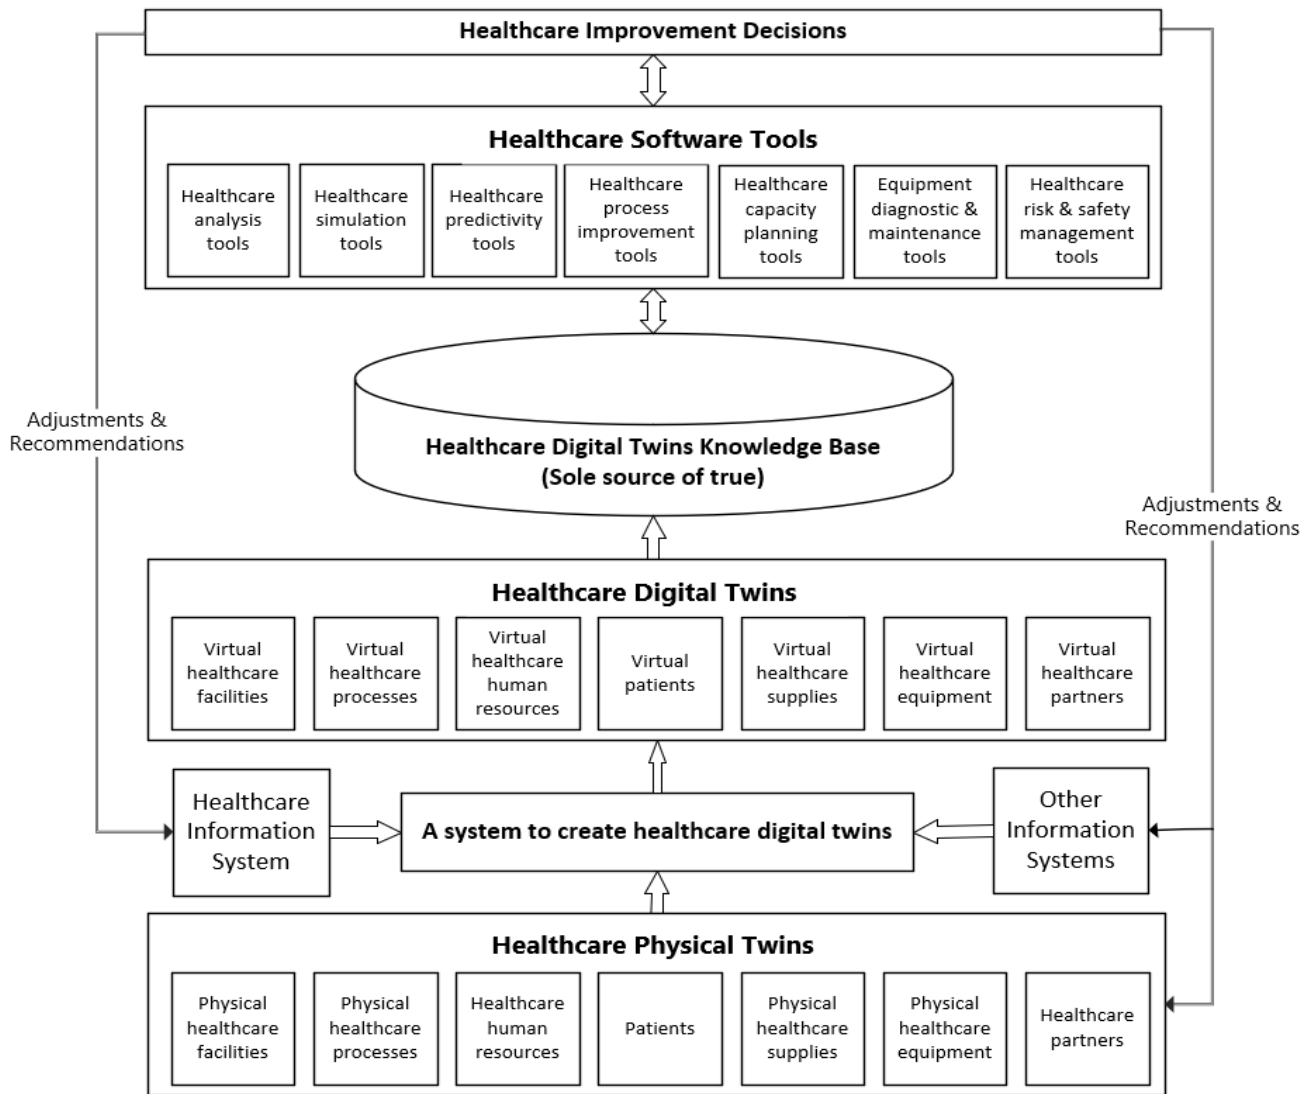 Healthcare Improvement Decisions
Healthcare Software Tools
Healthcare
analysis
tools
Healthcare
simulation
tools
Healthcare
predictivity
tools
Healthcare
process
improvement
tools
Healthcare
capacity
planning
tools
Equipment
diagnostic &
maintenance
tools
Healthcare
risk & safety
management
tools
Adjustments &
Recommendations
Healthcare Digital Twins Knowledge Base
(Sole source of true)
Adjustments &
Recommendations
Healthcare Digital Twins
Virtual
healthcare
facilities
Virtual
healthcare
processes
Virtual
healthcare
human
resources
Virtual
patients
Virtual
healthcare
supplies
Virtual
healthcare
equipment
Virtual
healthcare
partners
Healthcare
Information
System
A system to create healthcare digital twins
Other
Information
Systems
Healthcare Physical Twins
Physical
healthcare
facilities
Physical
healthcare
processes
Healthcare
human
resources
Patients
Physical
healthcare
supplies
Physical
healthcare
equipment
Healthcare
partners